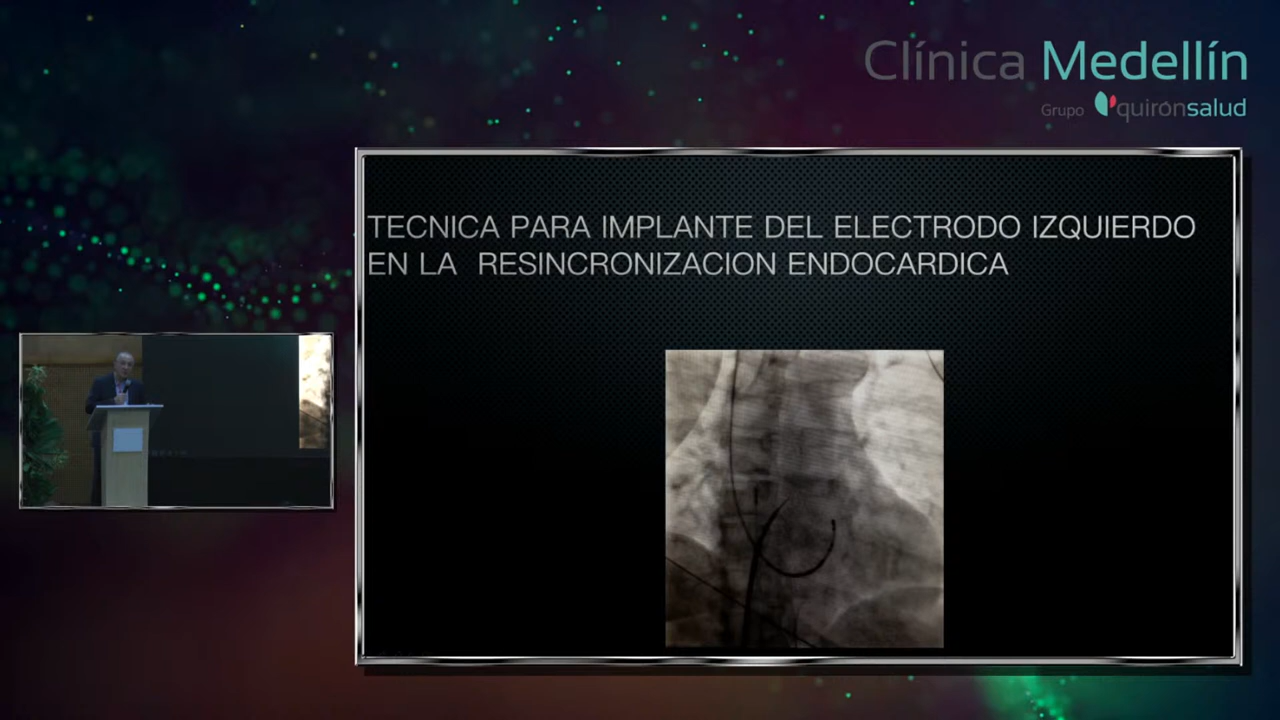 Clínica Medellín
Grupo quirónsalud
TECNICA PARA IMPLANTE DEL ELECTRODO IZQUIERDO
EN LA RESINCRONIZACION ENDOCARDICA